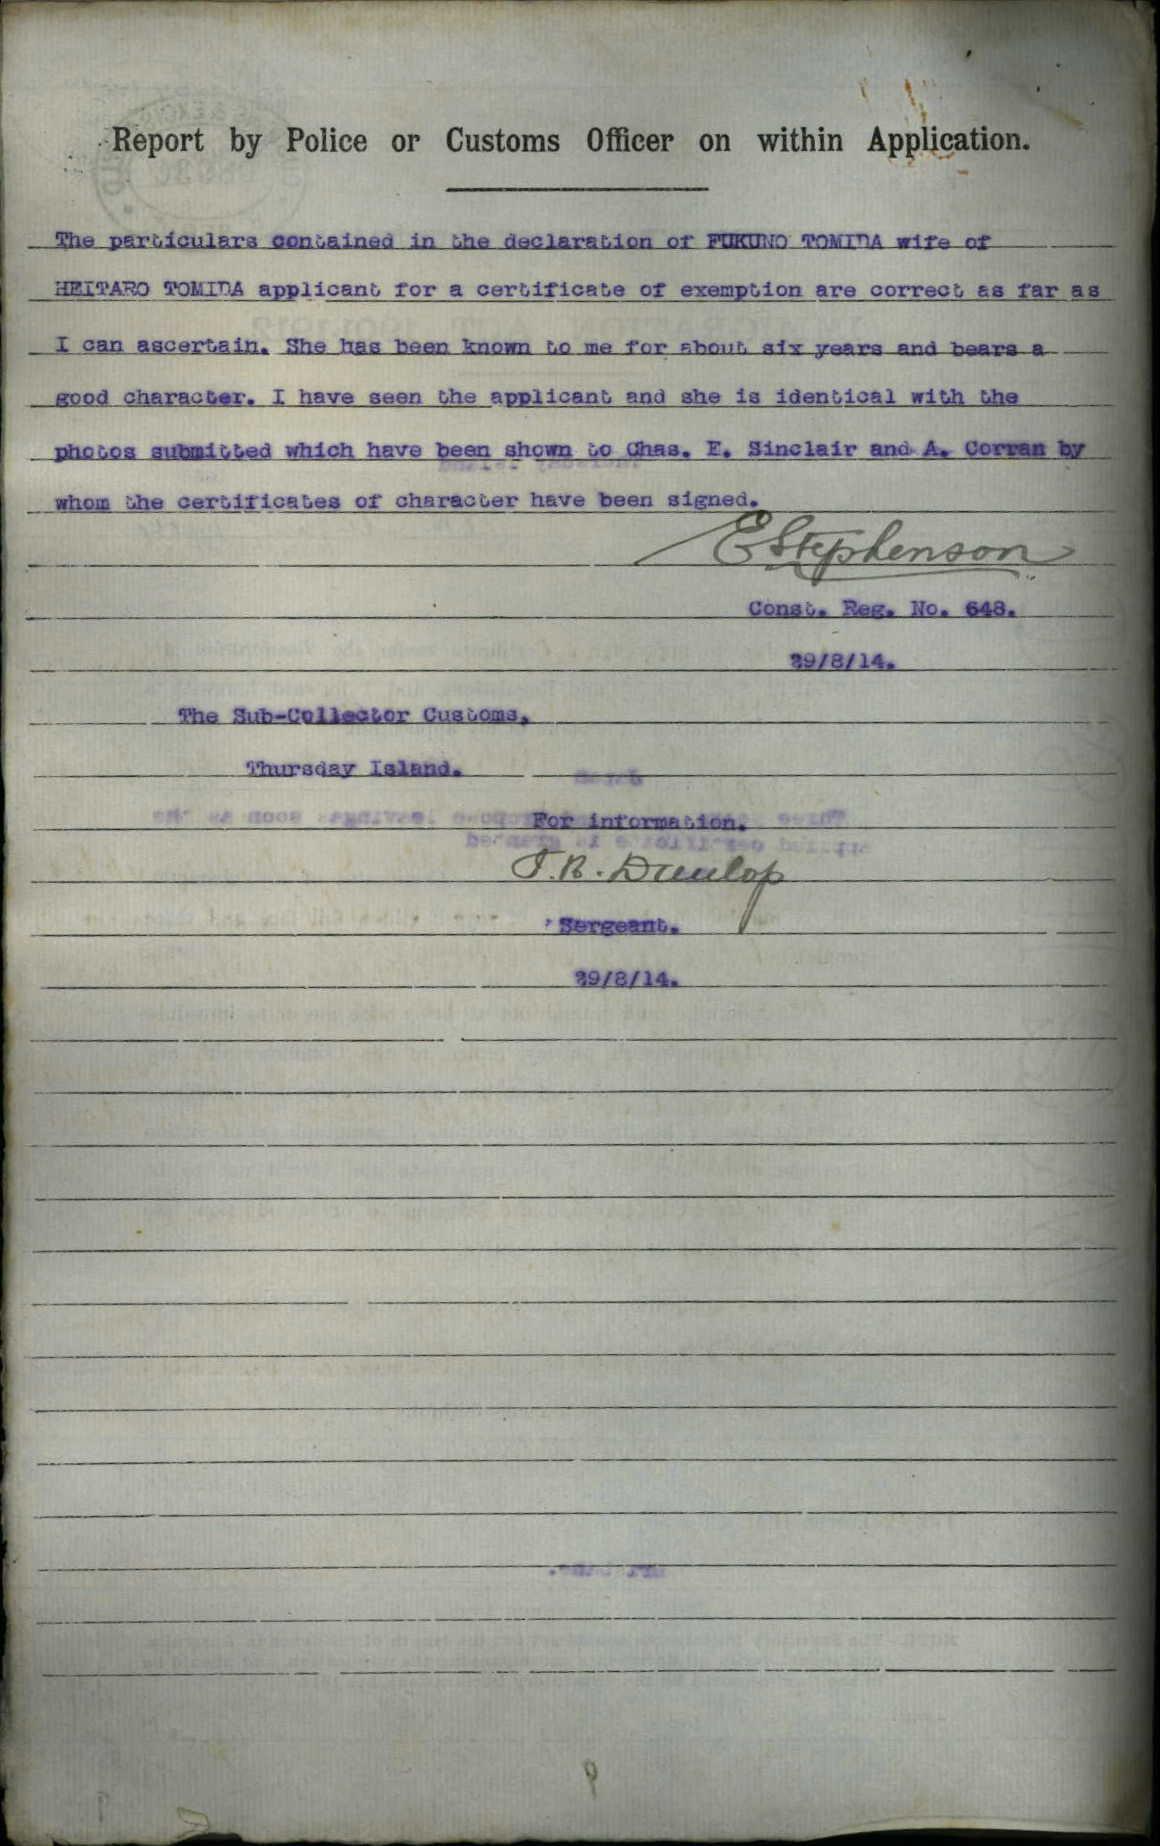 Report by Police or Customs Officer on within Application.
The particulars contained in the declaration of FUKUNO TOMIDA wife of
HEITARO TOMIDA applicant for a certificate of exemption are correct as far as
I can ascertain. She has been known to me for about six years and bears a
good character. I have seen the applicant and she is identical with the
photos submitted which have been shown to Chas. E. Sinclair and A. Corran by
whom the certificates of character have been signed.
E Stephenson
Const. Reg. No. 648.
29/8/14.
The Sub-Collector Customs,
Thursday Island.
For information.
T.R. Dunlop
Sergeant.
29/8/14.